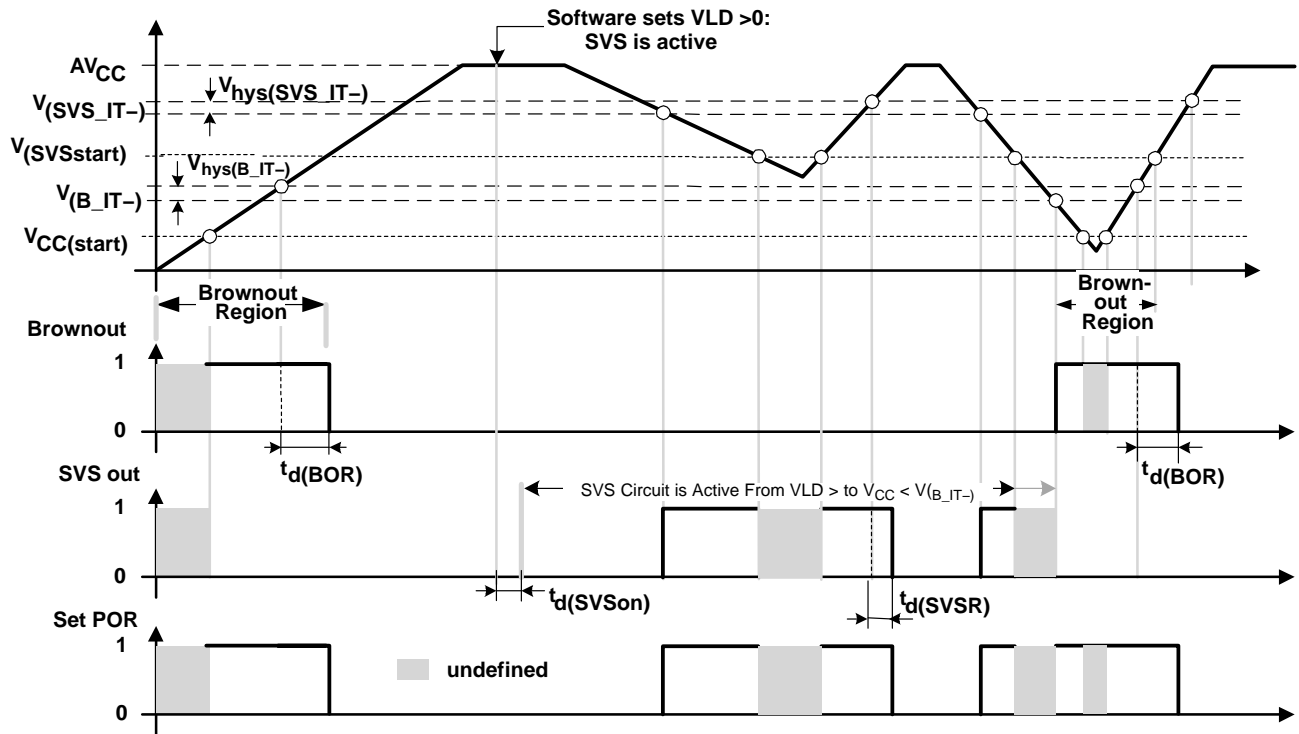 Software sets VLD >0:
SVS is active
AVCC
Vhys(SVS_IT−)
V(SVS_IT−)
V(SVSstart)
Vhys(B_IT−)
V(B_IT−)
VCC(start)
Brownout
Region
Brown-
out
Region
Brownout
1
0
td(BOR)
td(BOR)
SVS out
SVS Circuit is Active From VLD > to VCC < V(B_IT−)
1
0
td(SVSon)
td(SVSR)
Set POR
1
undefined
0